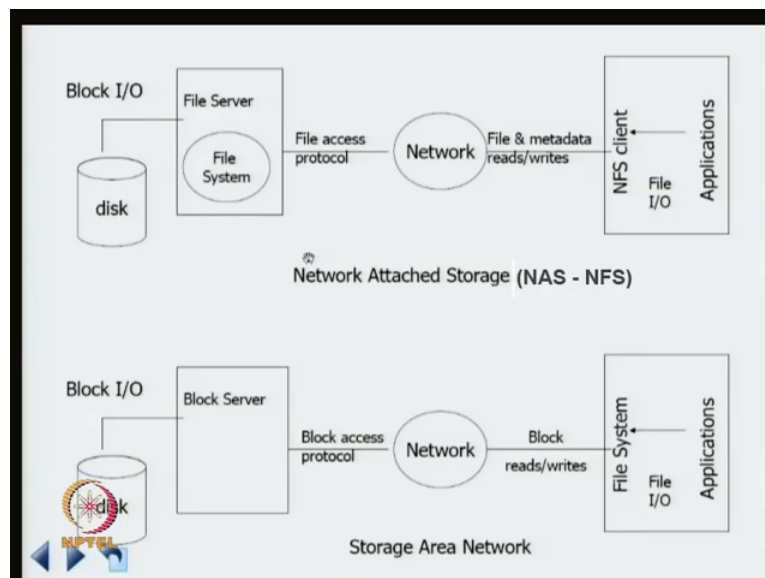 Block I/O
File Server
File
System
disk
File access
protocol
Network
File & metadata
reads/writes
NFS client
File
I/O
Applications
Network Attached Storage (NAS - NFS)
Block I/O
Block Server
disk
Block access
protocol
Network
Block
reads/writes
File System
File
I/O
Applications
Storage Area Network
NPTEL